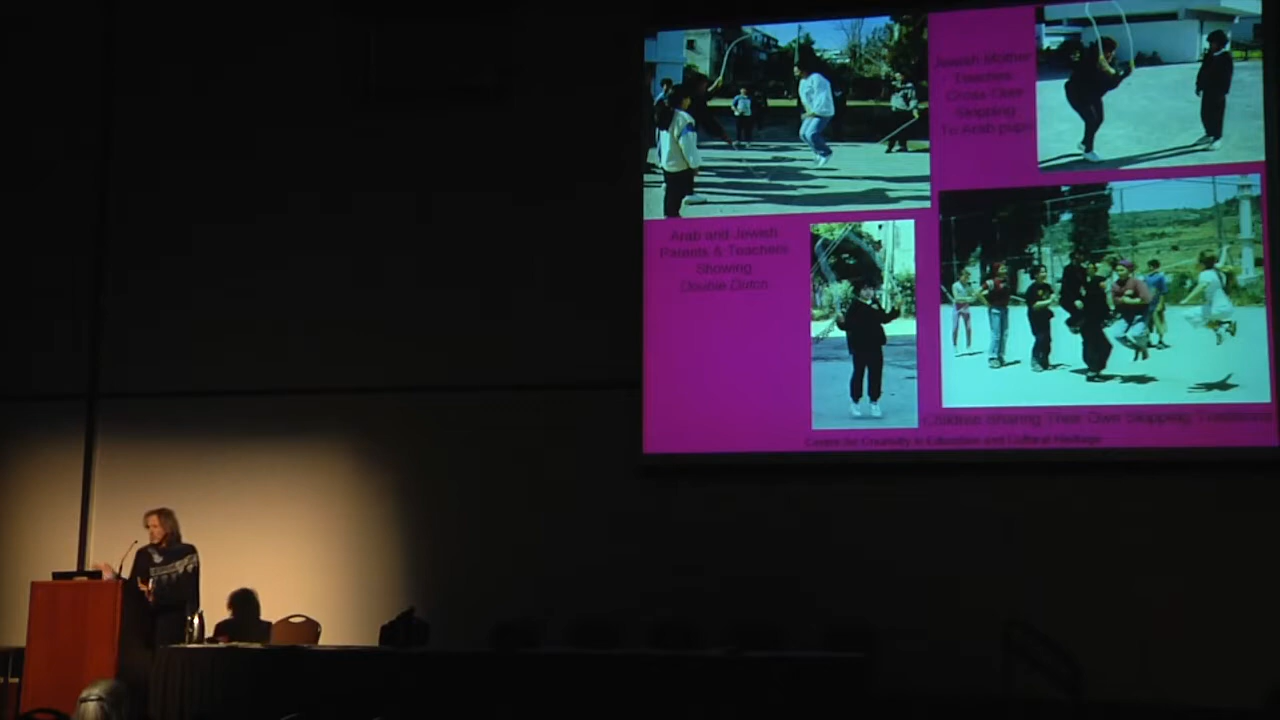 Jewish Mother
Teaches
Cross-Over
Skipping
To Arab pupil
Arab and Jewish
Parents & Teachers
Showing
Double Dutch
Children Sharing Their Own Skipping Traditions
Centre for Creativity in Education and Cultural Heritage